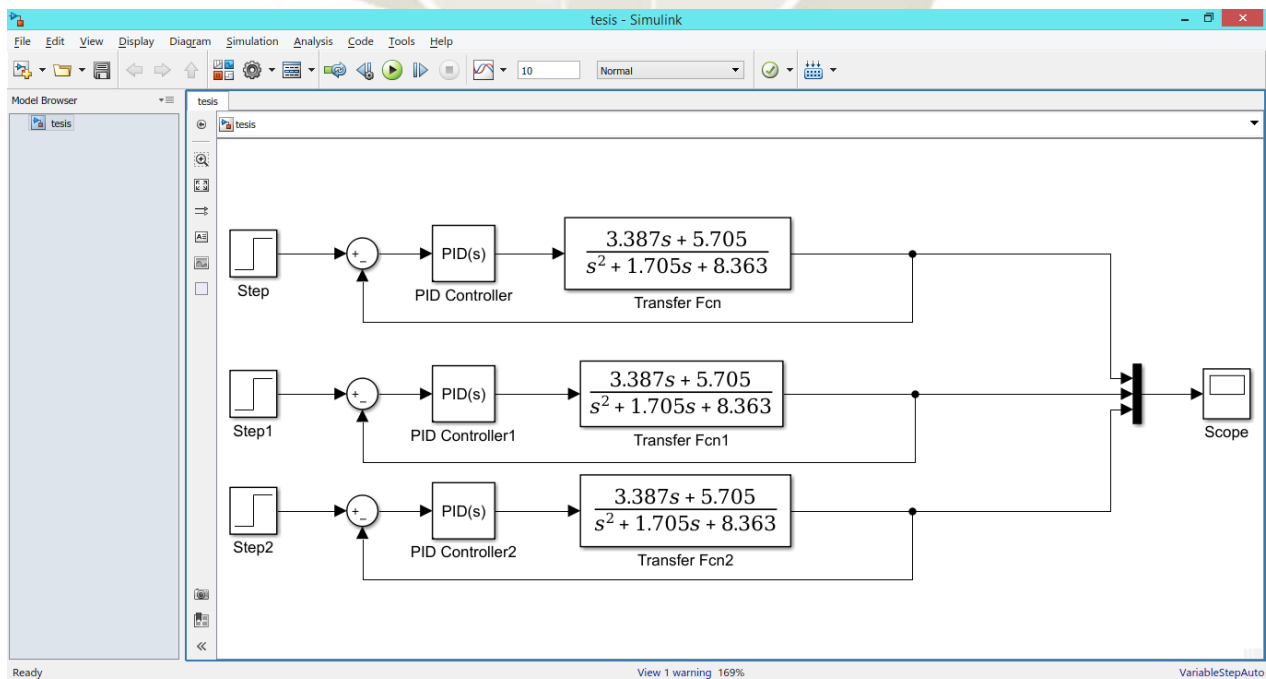 tesis - Simulink
File Edit View Display Diagram Simulation Analysis Code Tools Help
10 Normal
Model Browser
tesis
tesis
tesis
Step
+
-
PID(s)
PID Controller
3.387s + 5.705
s² + 1.705s + 8.363
Transfer Fcn
Step1
+
-
PID(s)
PID Controller1
3.387s + 5.705
s² + 1.705s + 8.363
Transfer Fcn1
Scope
Step2
+
-
PID(s)
PID Controller2
3.387s + 5.705
s² + 1.705s + 8.363
Transfer Fcn2
Ready View 1 warning 169% VariableStepAuto